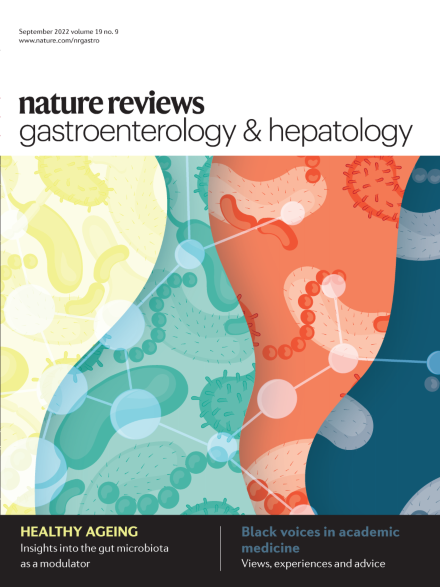 September 2022 volume 19 no. 9
www.nature.com/nrgastro
nature reviews
gastroenterology & hepatology
HEALTHY AGEING
Insights into the gut microbiota
as a modulator
Black voices in academic
medicine
Views, experiences and advice